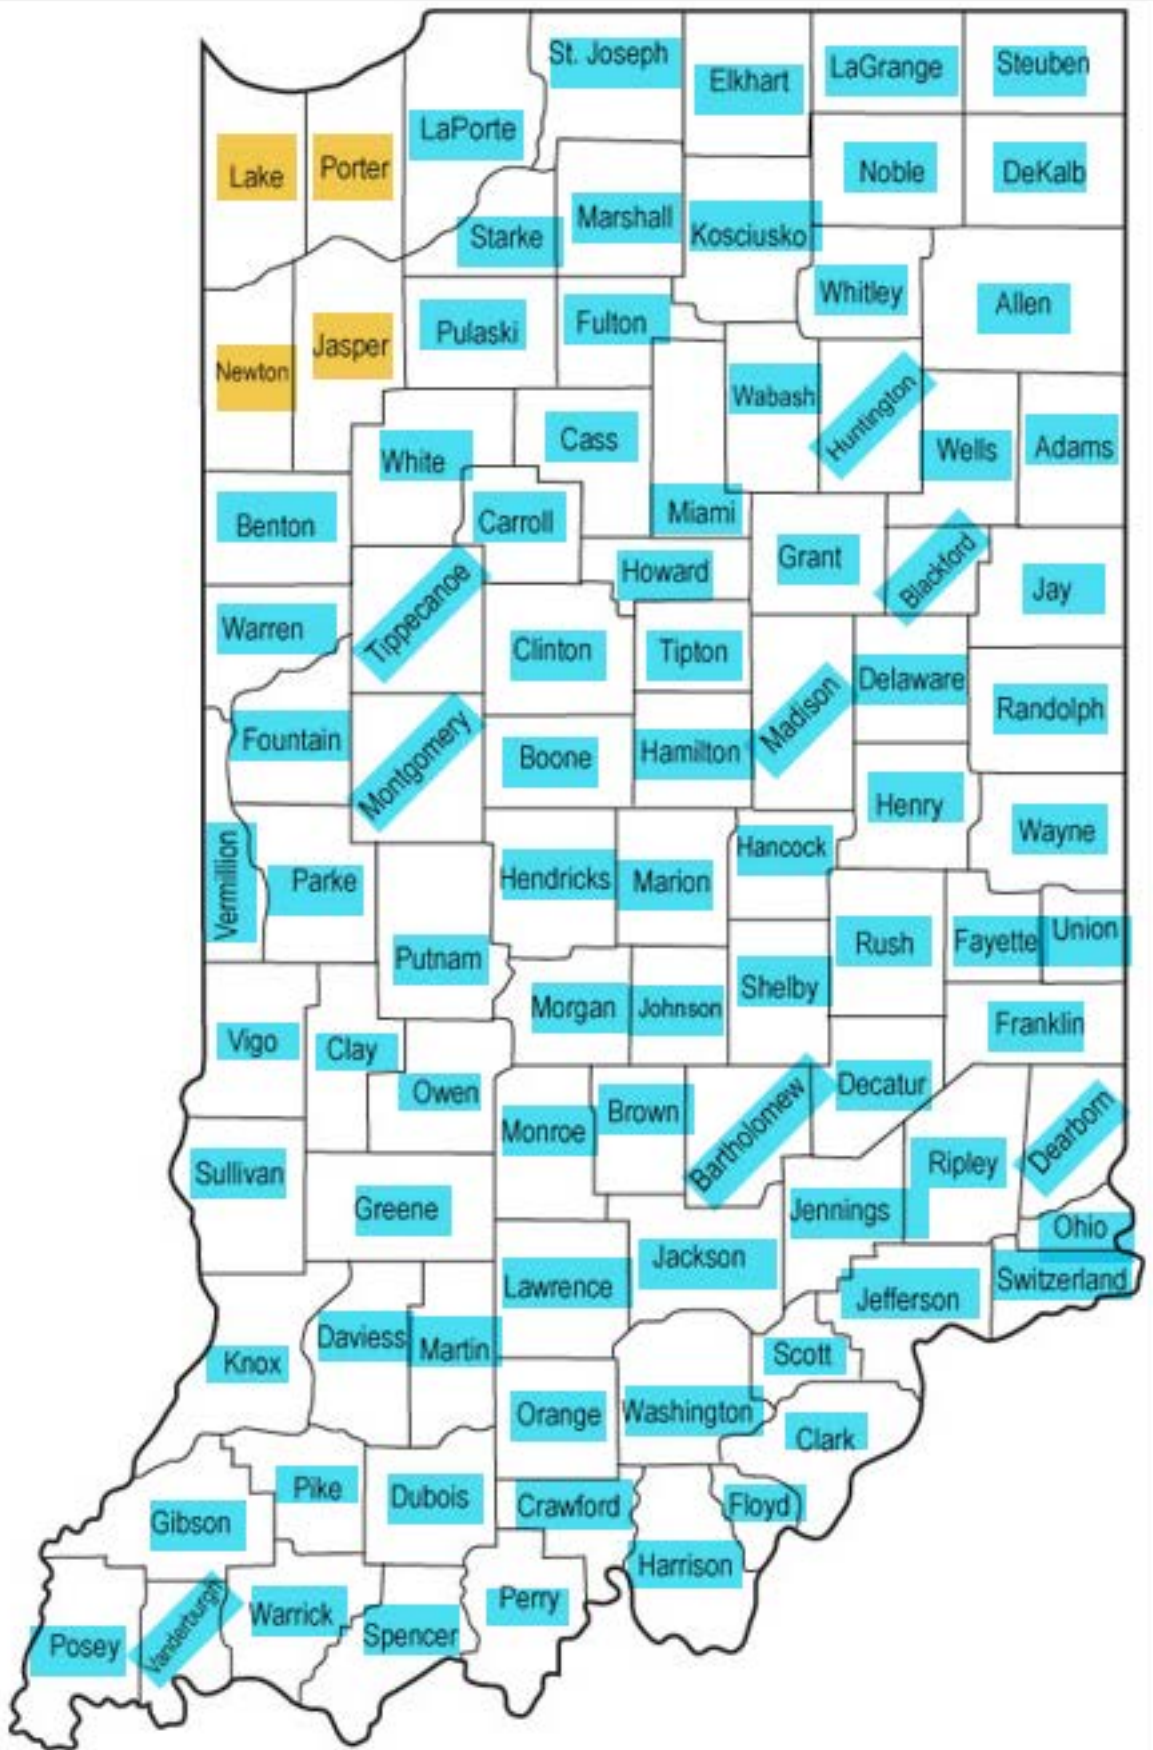 St. Joseph
Elkhart
LaGrange
Steuben
LaPorte
Lake
Porter
Noble
DeKalb
Starke
Marshall
Kosciusko
Whitley
Allen
Newton
Jasper
Pulaski
Fulton
Wabash
Huntington
White
Cass
Wells
Adams
Benton
Carroll
Miami
Grant
Blackford
Howard
Jay
Warren
Tippecanoe
Clinton
Tipton
Madison
Delaware
Randolph
Fountain
Montgomery
Boone
Hamilton
Henry
Wayne
Vermillion
Parke
Hendricks
Marion
Hancock
Putnam
Rush
Fayette
Union
Morgan
Johnson
Shelby
Franklin
Vigo
Clay
Owen
Monroe
Brown
Bartholomew
Decatur
Dearborn
Sullivan
Greene
Ripley
Jennings
Ohio
Lawrence
Jackson
Jefferson
Switzerland
Knox
Daviess
Martin
Scott
Orange
Washington
Clark
Gibson
Pike
Dubois
Crawford
Floyd
Harrison
Posey
Vanderburgh
Warrick
Spencer
Perry